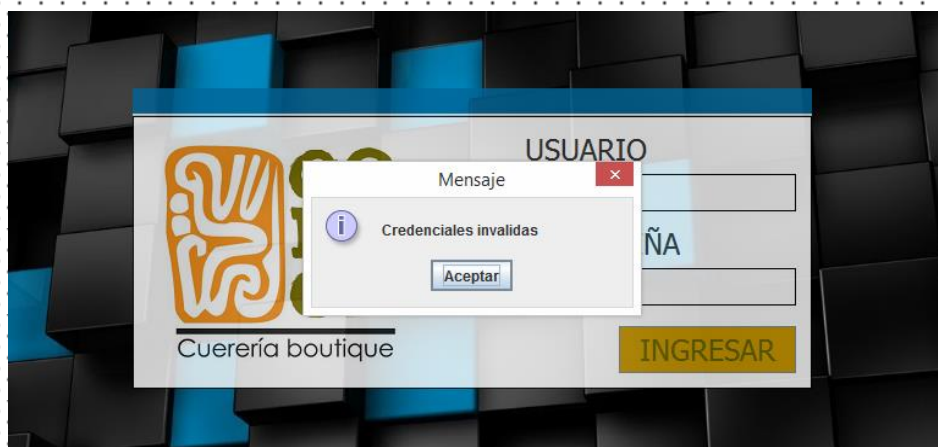 USUARIO
Mensaje
Credenciales invalidas
ÑA
Aceptar
Cuerería boutique
INGRESAR